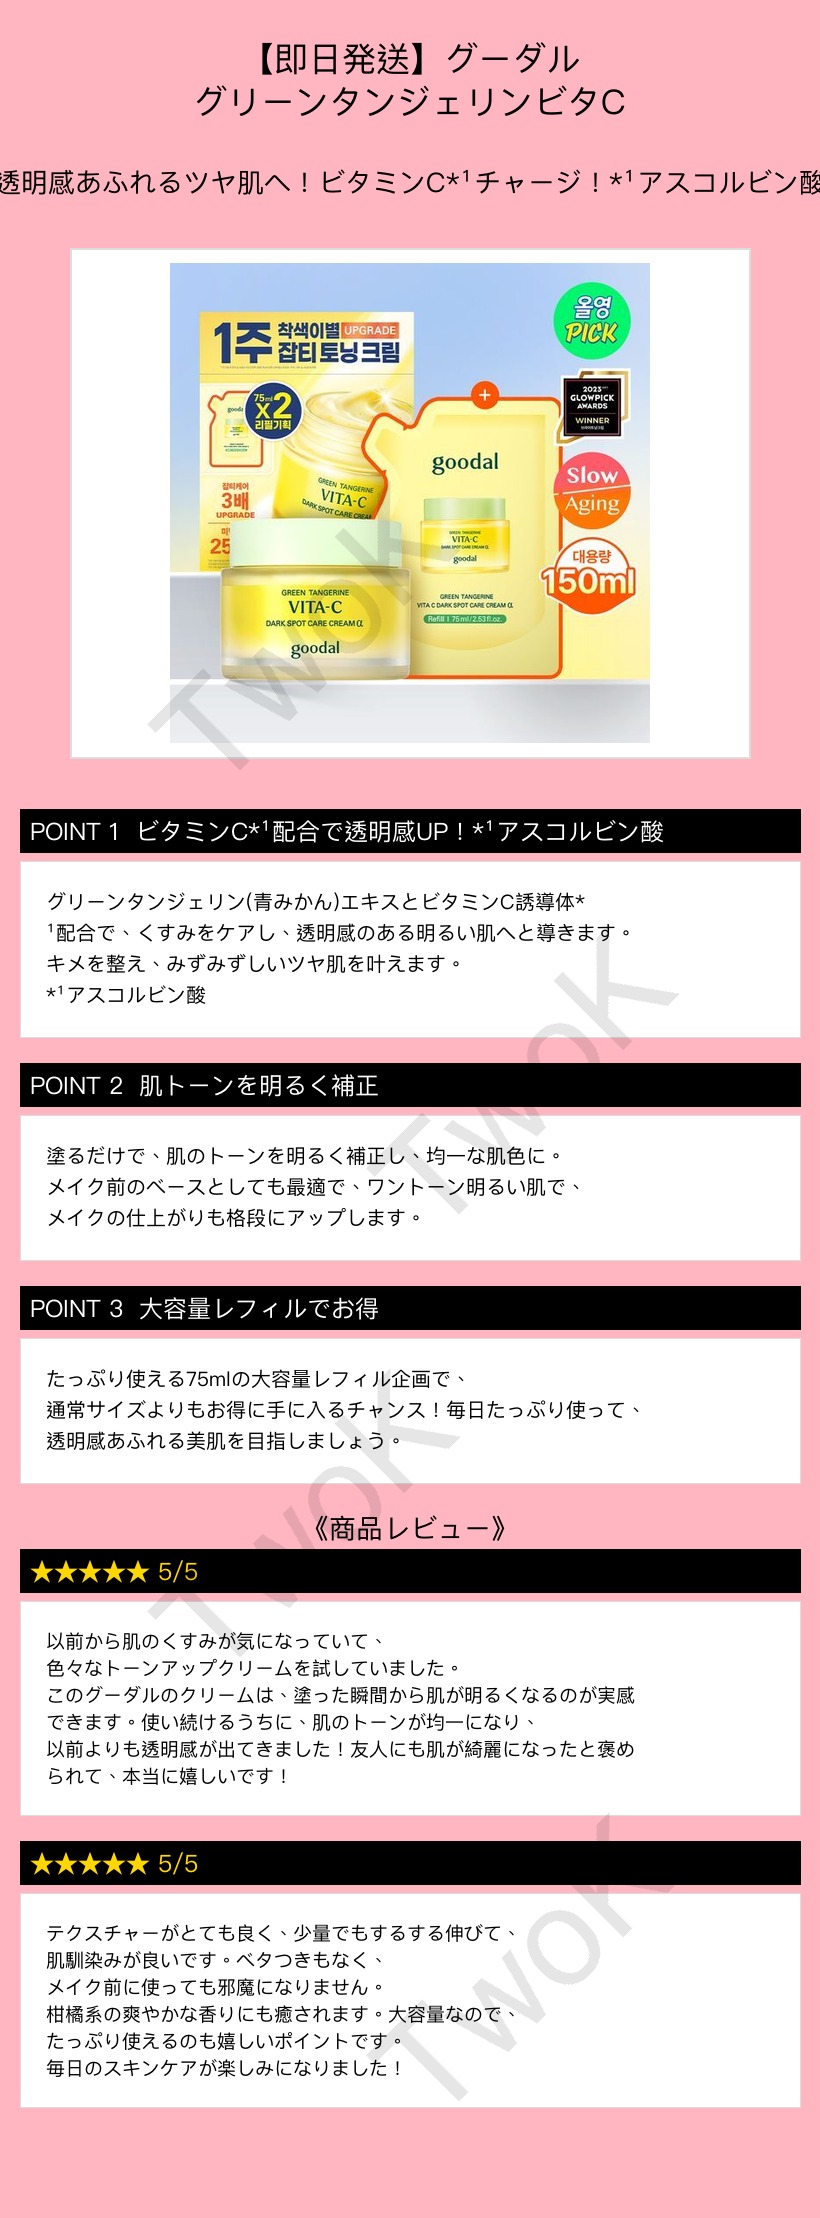 【即日発送】グーダル
グリーンタンジェリンビタC
透明感あふれるツヤ肌へ！ビタミンC*¹チャージ！*¹アスコルビン酸
1주 착색이별 UPGRADE
잡티토닝크림
75ml
X2
리필기획
잡티케어
3배
UPGRADE
25
GREEN TANGERINE
VITA-C
DARK SPOT CARE CREAM
GREEN TANGERINE
VITA-C
DARK SPOT CARE CREAM α
goodal
+
goodal
GREEN TANGERINE
VITA-C
DARK SPOT CARE CREAM α
goodal
GREEN TANGERINE
VITA C DARK SPOT CARE CREAM α
Refill I 75ml/2.53fl.oz.
올영
PICK
2023
GLOWPICK
AWARDS
WINNER
Slow
Aging
대용량
150ml
TwoK
POINT 1 ビタミンC*¹配合で透明感UP！*¹アスコルビン酸
グリーンタンジェリン(青みかん)エキスとビタミンC誘導体*
¹配合で、くすみをケアし、透明感のある明るい肌へと導きます。
キメを整え、みずみずしいツヤ肌を叶えます。
*¹アスコルビン酸
TwoK
POINT 2 肌トーンを明るく補正
塗るだけで、肌のトーンを明るく補正し、均一な肌色に。
メイク前のベースとしても最適で、ワントーン明るい肌で、
メイクの仕上がりも格段にアップします。
POINT 3 大容量レフィルでお得
たっぷり使える75mlの大容量レフィル企画で、
通常サイズよりもお得に手に入るチャンス！毎日たっぷり使って、
透明感あふれる美肌を目指しましょう。
TwoK
《商品レビュー》
★★★★★ 5/5
以前から肌のくすみが気になっていて、
色々なトーンアップクリームを試していました。
このグーダルのクリームは、塗った瞬間から肌が明るくなるのが実感
できます。使い続けるうちに、肌のトーンが均一になり、
以前よりも透明感が出てきました！友人にも肌が綺麗になったと褒め
られて、本当に嬉しいです！
★★★★★ 5/5
テクスチャーがとても良く、少量でもするする伸びて、
肌馴染みが良いです。ベタつきもなく、
メイク前に使っても邪魔になりません。
柑橘系の爽やかな香りにも癒されます。大容量なので、
たっぷり使えるのも嬉しいポイントです。
毎日のスキンケアが楽しみになりました！
TwoK